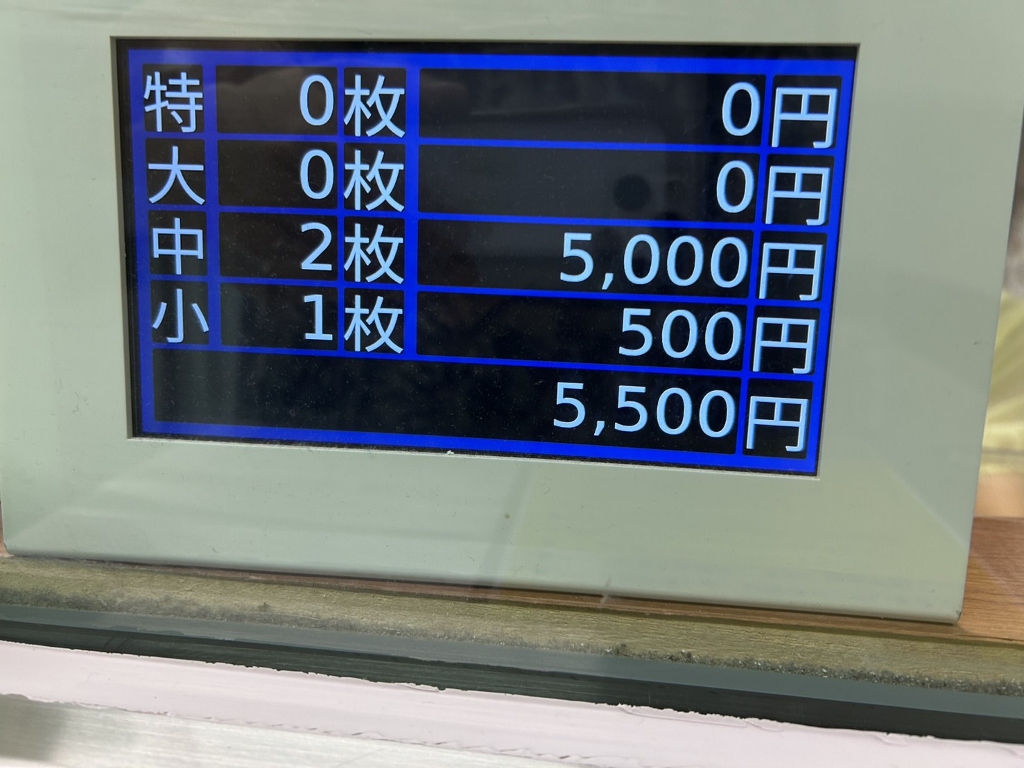 特 0枚 0円
大 0枚 0円
中 2枚 5,000円
小 1枚 500円
5,500円